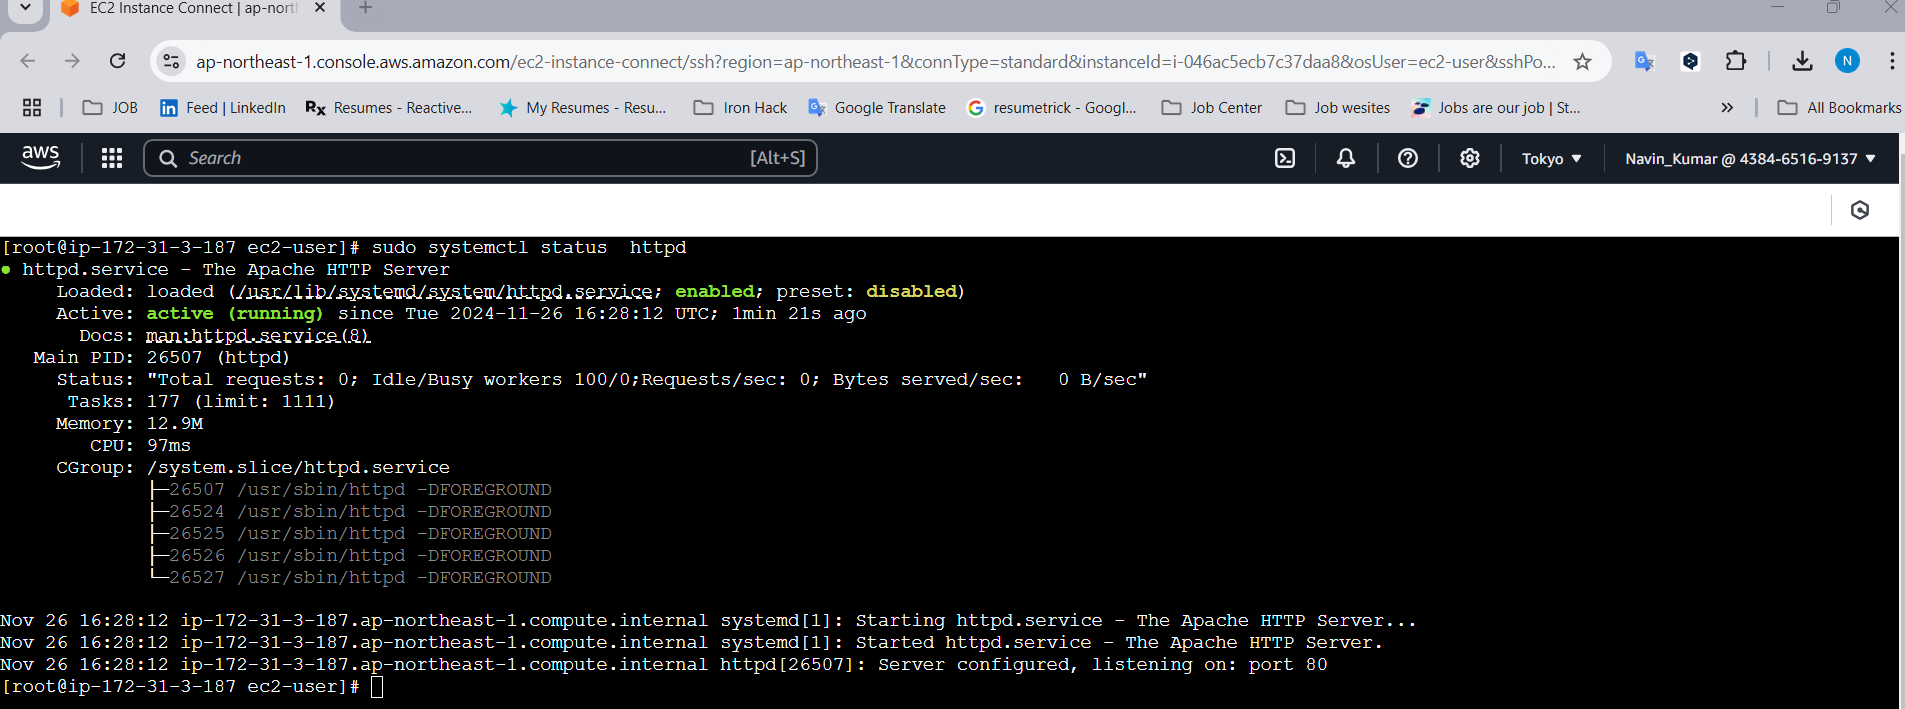 EC2 Instance Connect | ap-nort
ap-northeast-1.console.aws.amazon.com/ec2-instance-connect/ssh?region=ap-northeast-1&connType=standard&instanceId=i-046ac5ecb7c37daa8&osUser=ec2-user&sshPo...
N
JOB
Feed | LinkedIn
Rx Resumes - Reactive...
My Resumes - Resu...
Iron Hack
Google Translate
resumetrick - Googl...
Job Center
Job wesites
Jobs are our job | St...
All Bookmarks
aws
Search
[Alt+S]
Tokyo
Navin_Kumar @ 4384-6516-9137
[root@ip-172-31-3-187 ec2-user]# sudo systemctl status  httpd
● httpd.service - The Apache HTTP Server
Loaded: loaded (/usr/lib/systemd/system/httpd.service; enabled; preset: disabled)
Active: active (running) since Tue 2024-11-26 16:28:12 UTC; 1min 21s ago
Docs: man:httpd.service(8)
Main PID: 26507 (httpd)
Status: "Total requests: 0; Idle/Busy workers 100/0;Requests/sec: 0; Bytes served/sec:   0 B/sec"
Tasks: 177 (limit: 1111)
Memory: 12.9M
CPU: 97ms
CGroup: /system.slice/httpd.service
├─26507 /usr/sbin/httpd -DFOREGROUND
├─26524 /usr/sbin/httpd -DFOREGROUND
├─26525 /usr/sbin/httpd -DFOREGROUND
├─26526 /usr/sbin/httpd -DFOREGROUND
└─26527 /usr/sbin/httpd -DFOREGROUND
Nov 26 16:28:12 ip-172-31-3-187.ap-northeast-1.compute.internal systemd[1]: Starting httpd.service - The Apache HTTP Server...
Nov 26 16:28:12 ip-172-31-3-187.ap-northeast-1.compute.internal systemd[1]: Started httpd.service - The Apache HTTP Server.
Nov 26 16:28:12 ip-172-31-3-187.ap-northeast-1.compute.internal httpd[26507]: Server configured, listening on: port 80
[root@ip-172-31-3-187 ec2-user]#